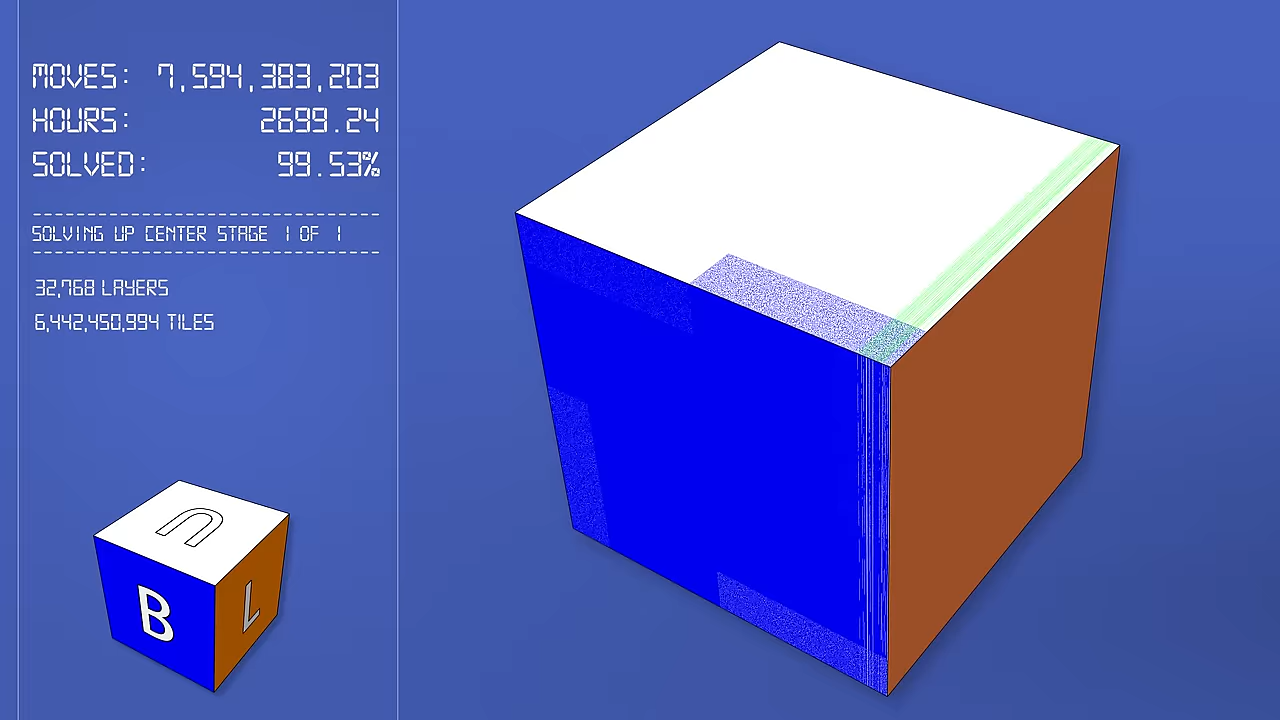 MOVES: 7,594,383,203
HOURS: 2699.24
SOLVED: 99.53%
SOLVING UP CENTER STAGE 1 OF 1
32,768 LAYERS
6,442,450,994 TILES
U
B
L